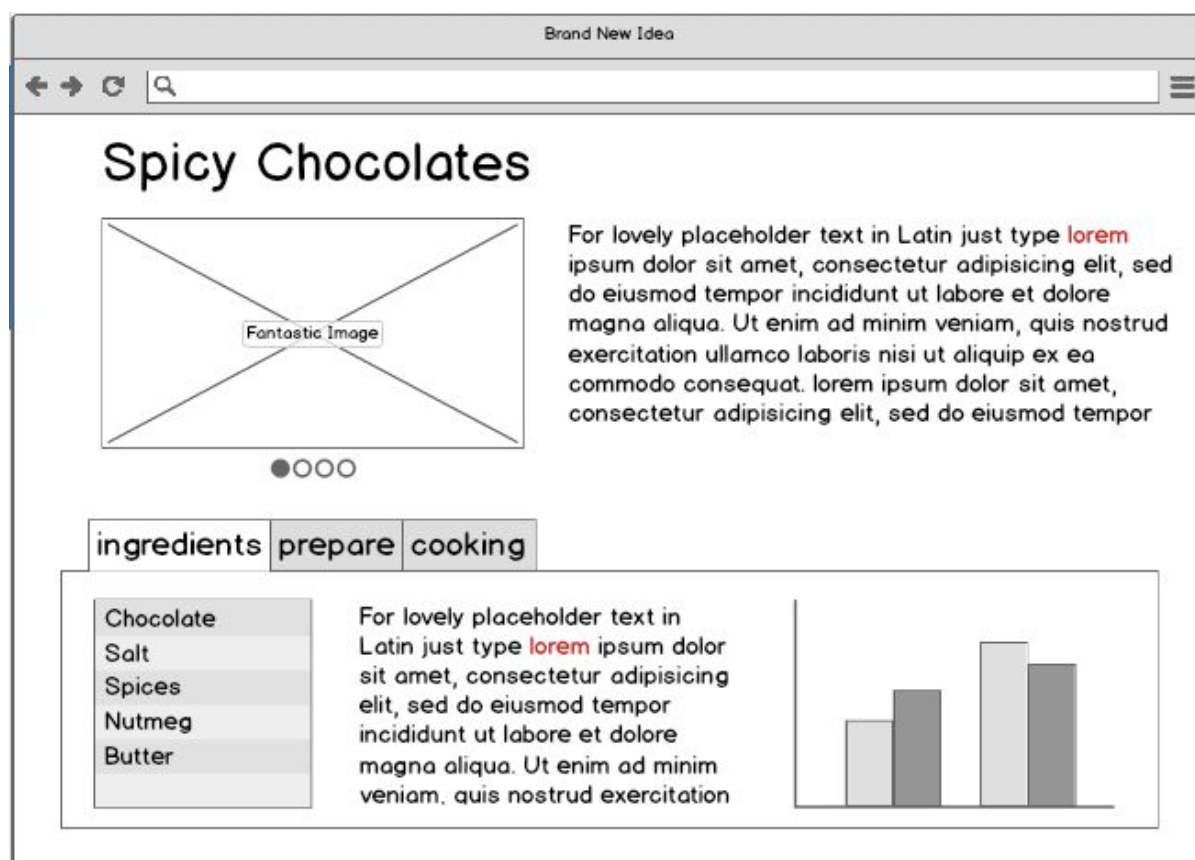 Brand New Idea
Spicy Chocolates
Fantastic Image
For lovely placeholder text in Latin just type lorem
ipsum dolor sit amet, consectetur adipisicing elit, sed
do eiusmod tempor incididunt ut labore et dolore
magna aliqua. Ut enim ad minim veniam, quis nostrud
exercitation ullamco laboris nisi ut aliquip ex ea
commodo consequat. lorem ipsum dolor sit amet,
consectetur adipisicing elit, sed do eiusmod tempor
ingredients prepare cooking
Chocolate
Salt
Spices
Nutmeg
Butter
For lovely placeholder text in
Latin just type lorem ipsum dolor
sit amet, consectetur adipisicing
elit, sed do eiusmod tempor
incididunt ut labore et dolore
magna aliqua. Ut enim ad minim
veniam, quis nostrud exercitation